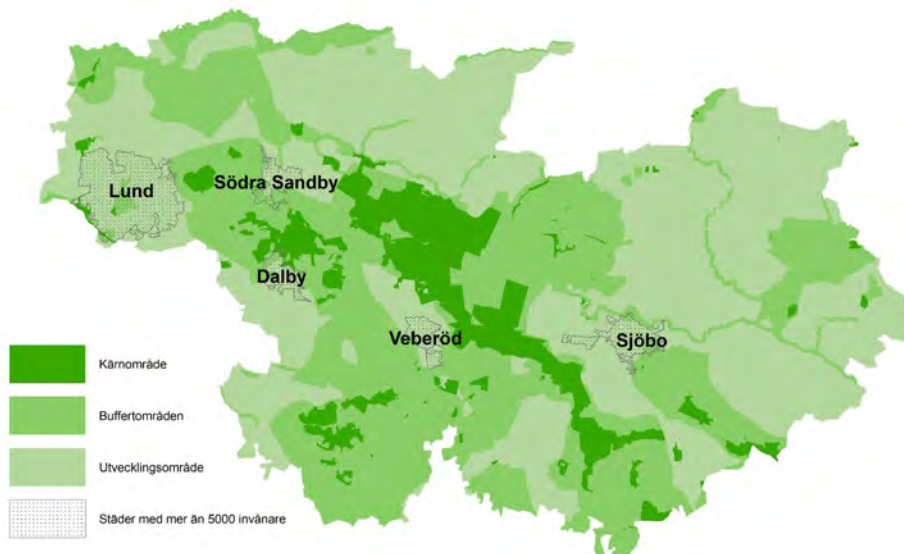 Lund
Södra Sandby
Dalby
Veberöd
Sjöbo
Kärnområde
Buffertområden
Utvecklingsområde
Städer med mer än 5000 invånare